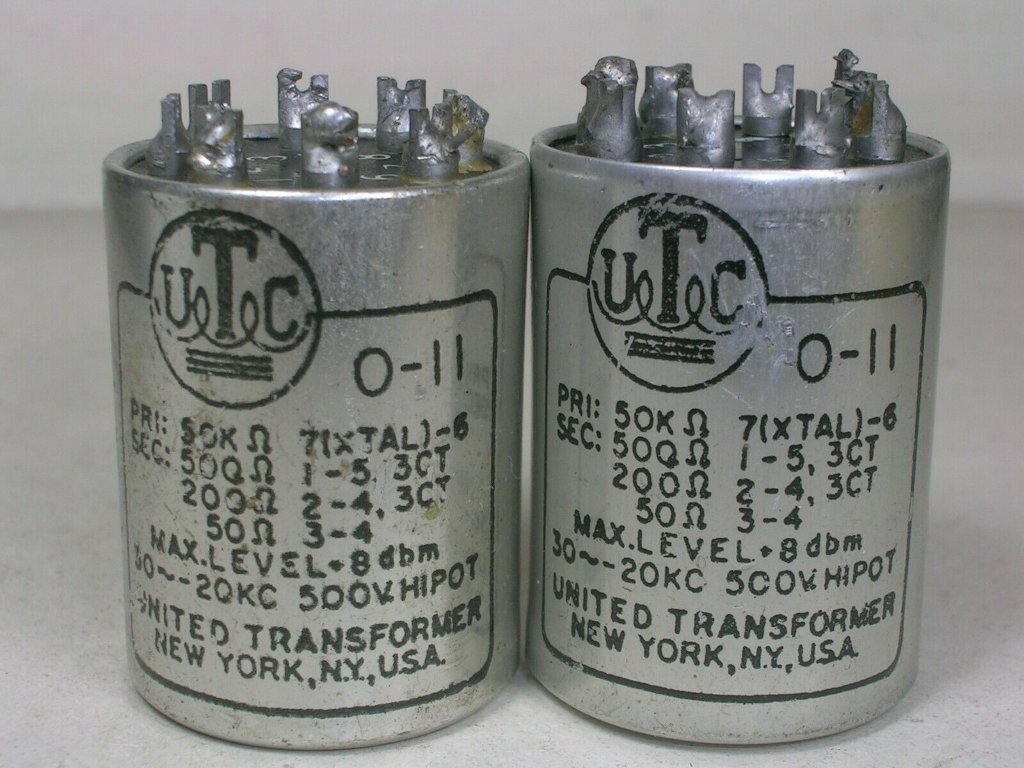 UTC
O-11
PRI: 50KΩ 7(XTAL)-6
SEC: 500Ω 1-5, 3CT
200Ω 2-4, 3CT
50Ω 3-4
MAX. LEVEL+8dbm
30~-20KC 500V. HIPOT
UNITED TRANSFORMER
NEW YORK, N.Y., U.S.A.
UTC
O-11
PRI: 50KΩ 7(XTAL)-6
SEC: 500Ω 1-5, 3CT
200Ω 2-4, 3CT
50Ω 3-4
MAX. LEVEL+8dbm
30~-20KC 500V. HIPOT
UNITED TRANSFORMER
NEW YORK, N.Y., U.S.A.